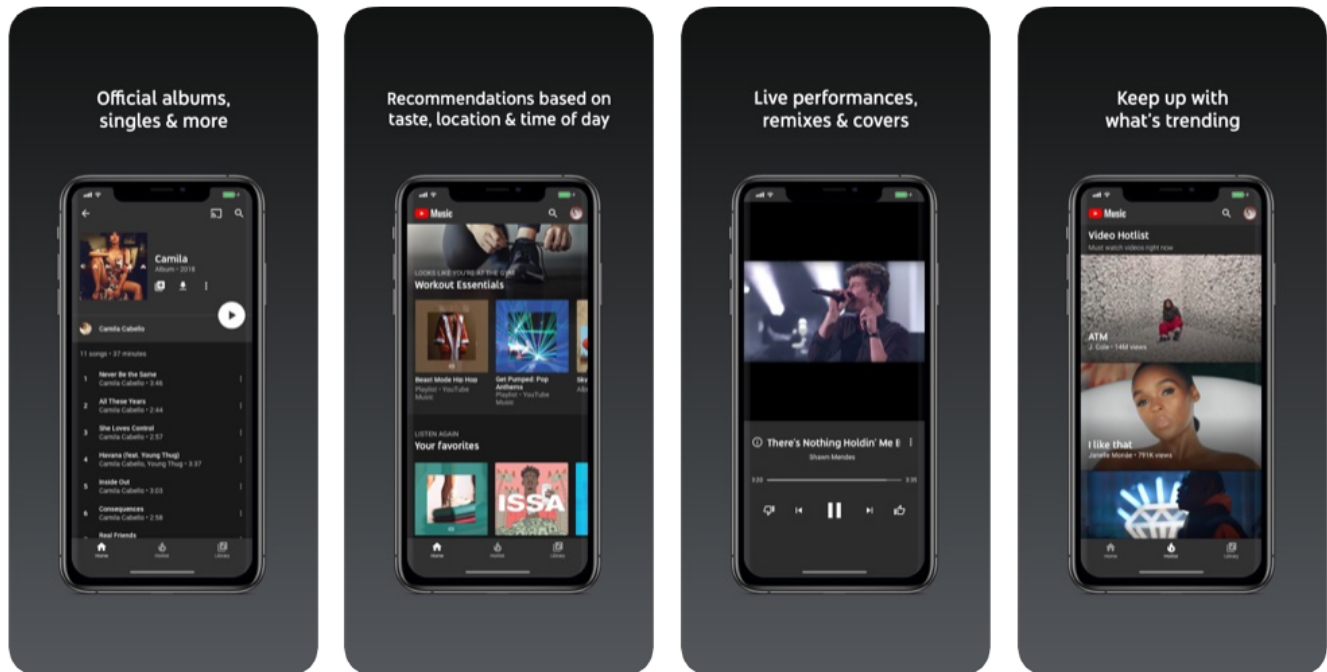 Official albums,
singles & more
Camila
Album • 2018
Camila Cabello
11 songs • 37 minutes
1
Never Be the Same
Camila Cabello • 3:46
2
All These Years
Camila Cabello • 2:44
3
She Loves Control
Camila Cabello • 2:57
4
Havana (feat. Young Thug)
Camila Cabello, Young Thug • 3:37
5
Inside Out
Camila Cabello • 3:03
6
Consequences
Camila Cabello • 2:58
Real Friends
Home
Hotlist
Library
Recommendations based on
taste, location & time of day
Music
LOOKS LIKE YOU'RE AT THE GYM
Workout Essentials
Beast Mode Hip Hop
Playlist • YouTube
Music
Get Pumped: Pop
Anthems
Playlist • YouTube
Music
Sky
LISTEN AGAIN
Your favorites
ISSA
Home
Hotlist
Library
Live performances,
remixes & covers
There's Nothing Holdin' Me B
Shawn Mendes
3:20
3:35
Keep up with
what's trending
Music
Video Hotlist
Must watch videos right now
ATM
J. Cole • 14M views
I like that
Janelle Monáe • 791K views
Home
Hotlist
Library